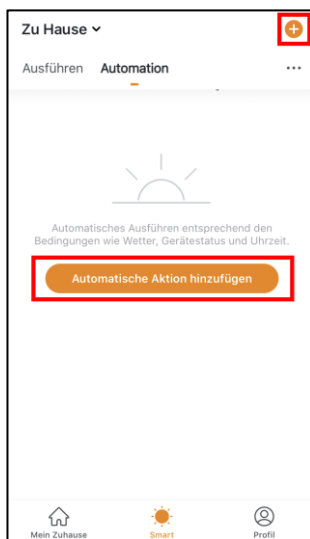 Zu Hause
Ausführen Automation
Automatisches Ausführen entsprechend den
Bedingungen wie Wetter, Gerätestatus und Uhrzeit.
Automatische Aktion hinzufügen
Mein Zuhause Smart Profil